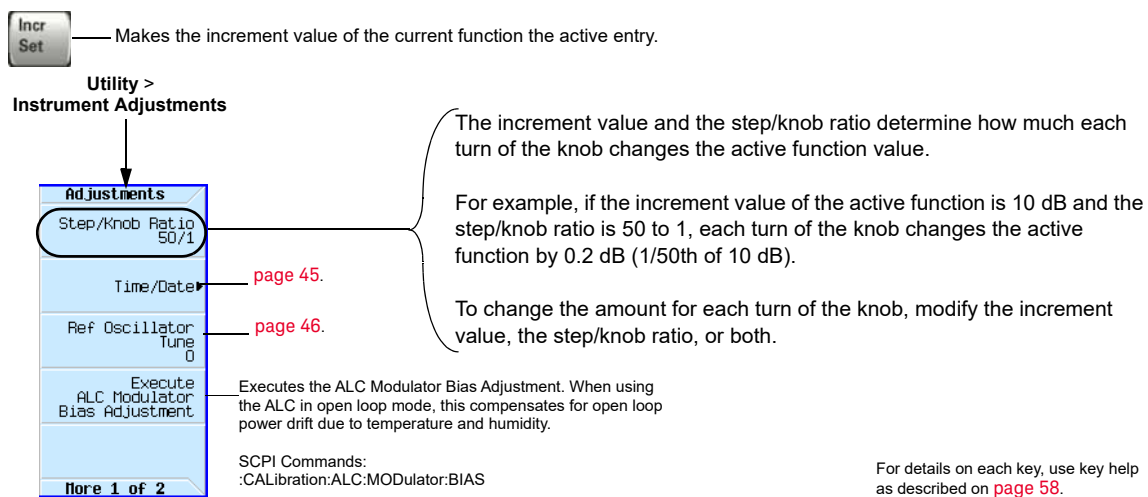 Incr
Set
Makes the increment value of the current function the active entry.
Utility >
Instrument Adjustments
Adjustments
Step/Knob Ratio
50/1
Time/Date
page 45.
Ref Oscillator
Tune
0
page 46.
Execute
ALC Modulator
Bias Adjustment
More 1 of 2
The increment value and the step/knob ratio determine how much each
turn of the knob changes the active function value.
For example, if the increment value of the active function is 10 dB and the
step/knob ratio is 50 to 1, each turn of the knob changes the active
function by 0.2 dB (1/50th of 10 dB).
To change the amount for each turn of the knob, modify the increment
value, the step/knob ratio, or both.
Executes the ALC Modulator Bias Adjustment. When using
the ALC in open loop mode, this compensates for open loop
power drift due to temperature and humidity.
SCPI Commands:
:CALibration:ALC:MODulator:BIAS
For details on each key, use key help
as described on page 58.